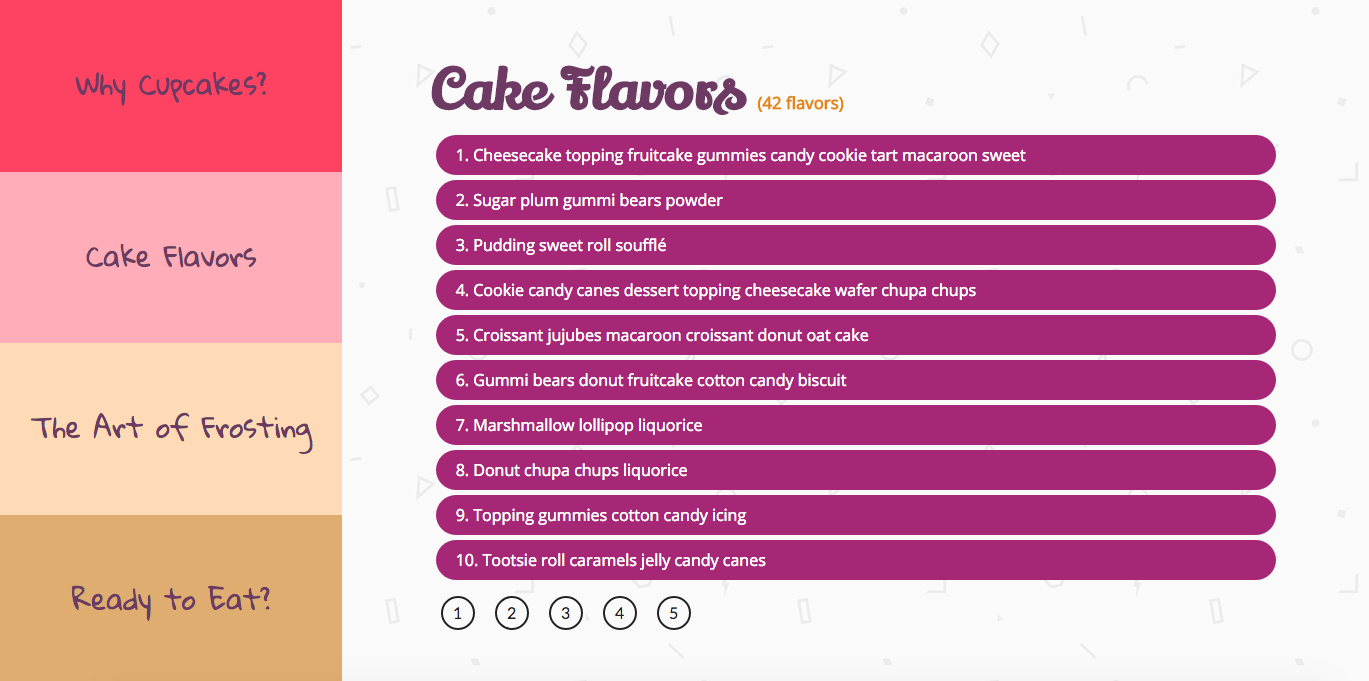 Why Cupcakes?
Cake Flavors
The Art of Frosting
Ready to Eat?
Cake Flavors (42 flavors)
1. Cheesecake topping fruitcake gummies candy cookie tart macaroon sweet
2. Sugar plum gummi bears powder
3. Pudding sweet roll soufflé
4. Cookie candy canes dessert topping cheesecake wafer chupa chups
5. Croissant jujubes macaroon croissant donut oat cake
6. Gummi bears donut fruitcake cotton candy biscuit
7. Marshmallow lollipop liquorice
8. Donut chupa chups liquorice
9. Topping gummies cotton candy icing
10. Tootsie roll caramels jelly candy canes
1 2 3 4 5